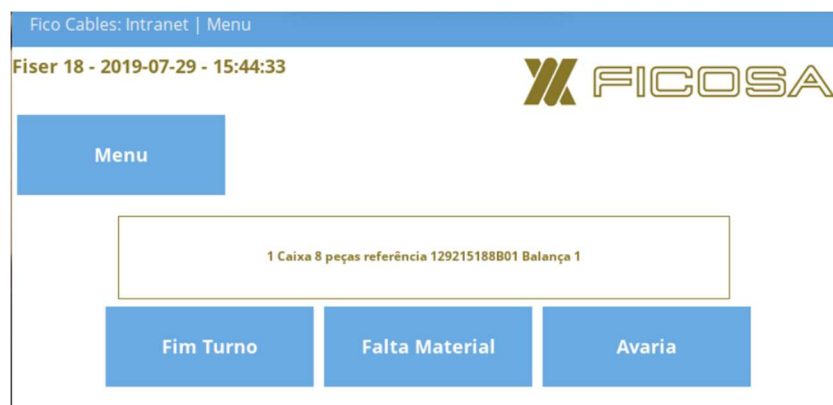 Fico Cables: Intranet | Menu
Fiser 18 - 2019-07-29 - 15:44:33
FICOSA
Menu
1 Caixa 8 peças referência 129215188B01 Balança 1
Fim Turno
Falta Material
Avaria